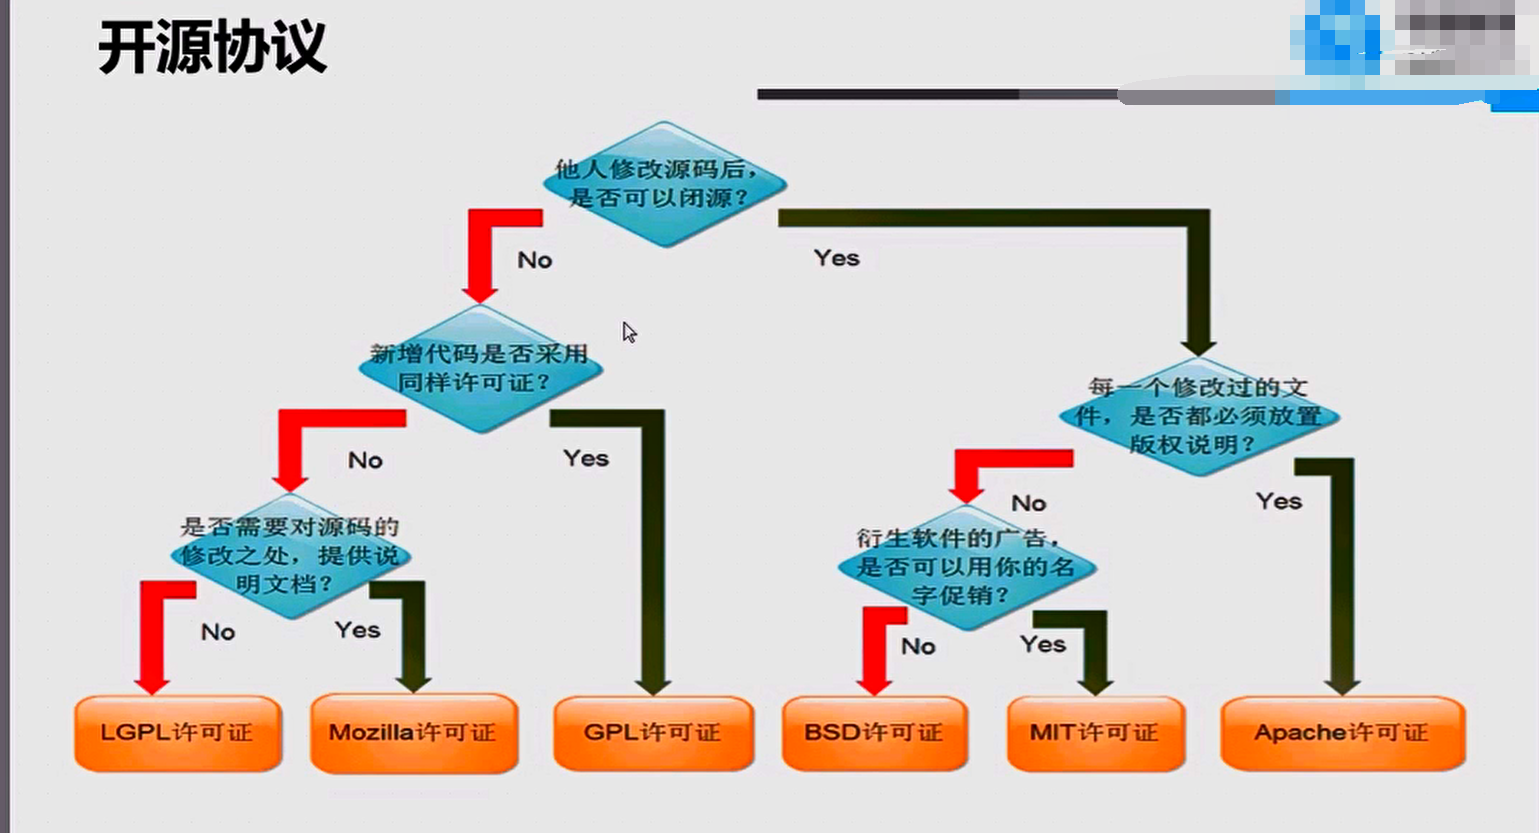 开源协议
他人修改源码后，
是否可以闭源？
No
Yes
新增代码是否采用
同样许可证？
每一个修改过的文
件，是否都必须放置
版权说明？
No
Yes
No
Yes
是否需要对源码的
修改之处，提供说
明文档？
衍生软件的广告，
是否可以用你的名
字促销？
No
Yes
No
Yes
LGPL许可证
Mozilla许可证
GPL许可证
BSD许可证
MIT许可证
Apache许可证